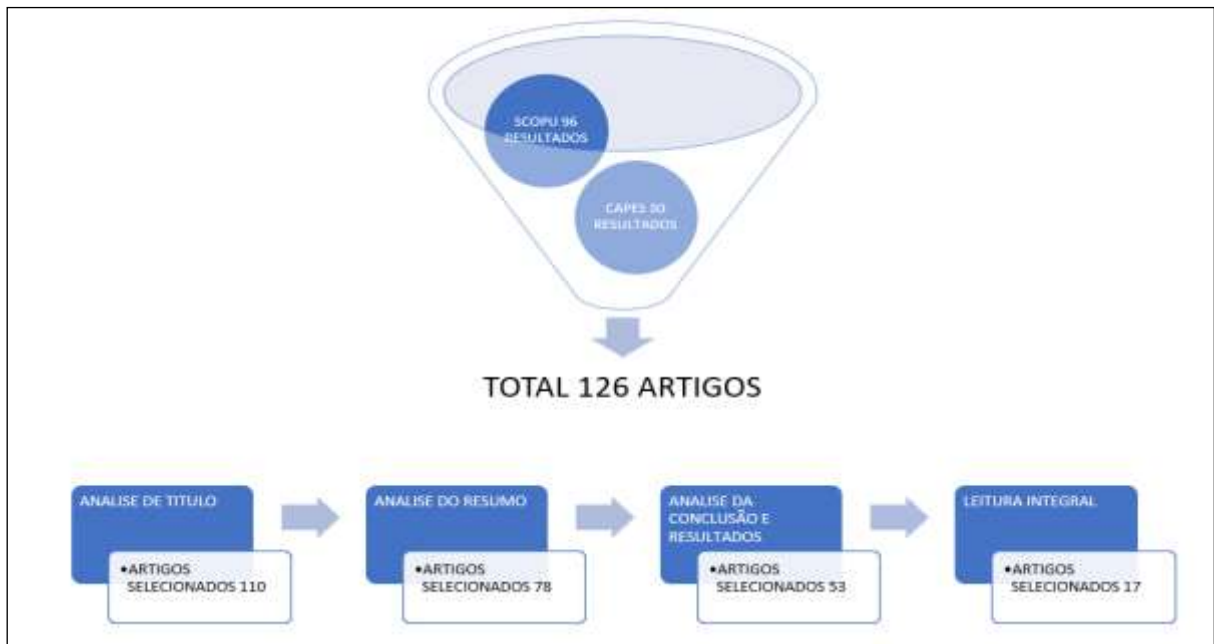 SCOPU 96
RESULTADOS
CAPES 30
RESULTADOS
TOTAL 126 ARTIGOS
ANALISE DE TITULO
•ARTIGOS
SELECIONADOS 110
ANALISE DO RESUMO
•ARTIGOS
SELECIONADOS 78
ANALISE DA
CONCLUSÃO E
RESULTADOS
•ARTIGOS
SELECIONADOS 53
LEITURA INTEGRAL
•ARTIGOS
SELECIONADOS 17